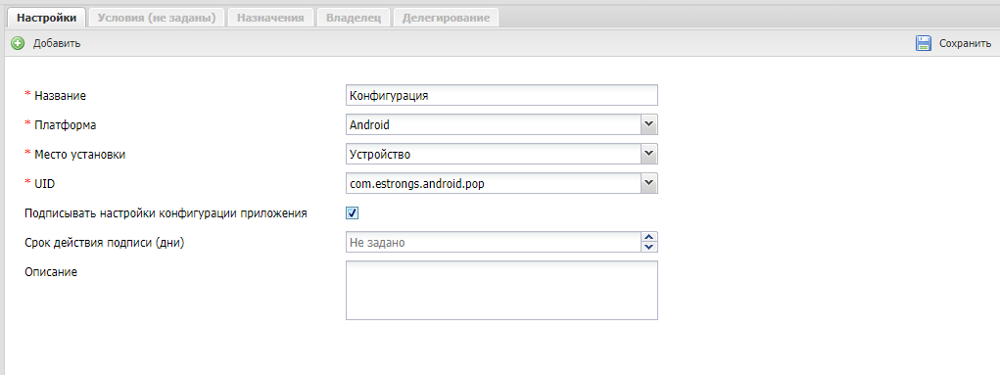 Настройки Условия (не заданы) Назначения Владелец Делегирование
Добавить Сохранить
* Название Конфигурация
* Платформа Android
* Место установки Устройство
* UID com.estrongs.android.pop
Подписывать настройки конфигурации приложения
Срок действия подписи (дни) Не задано
Описание